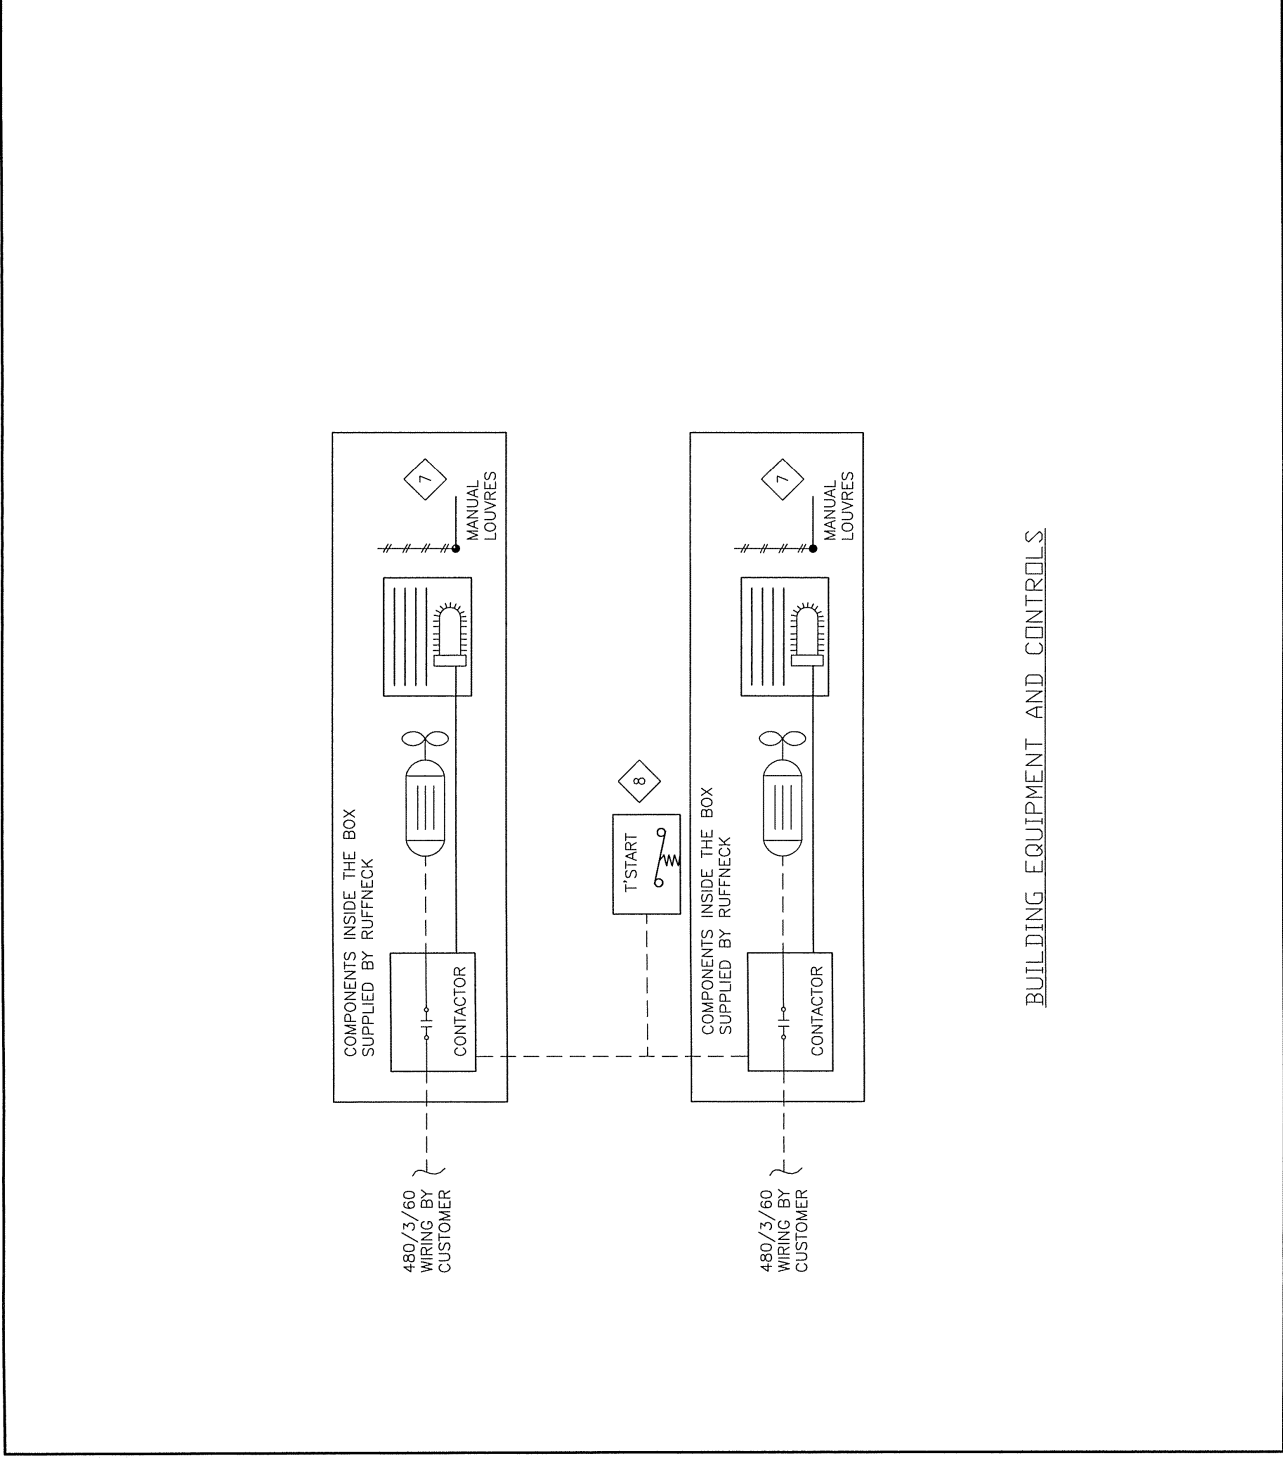 COMPONENTS INSIDE THE BOX
SUPPLIED BY RUFFNECK
7
MANUAL
LOUVRES
CONTACTOR
480/3/60
WIRING BY
CUSTOMER
T'START
8
COMPONENTS INSIDE THE BOX
SUPPLIED BY RUFFNECK
7
MANUAL
LOUVRES
CONTACTOR
480/3/60
WIRING BY
CUSTOMER
BUILDING EQUIPMENT AND CONTROLS